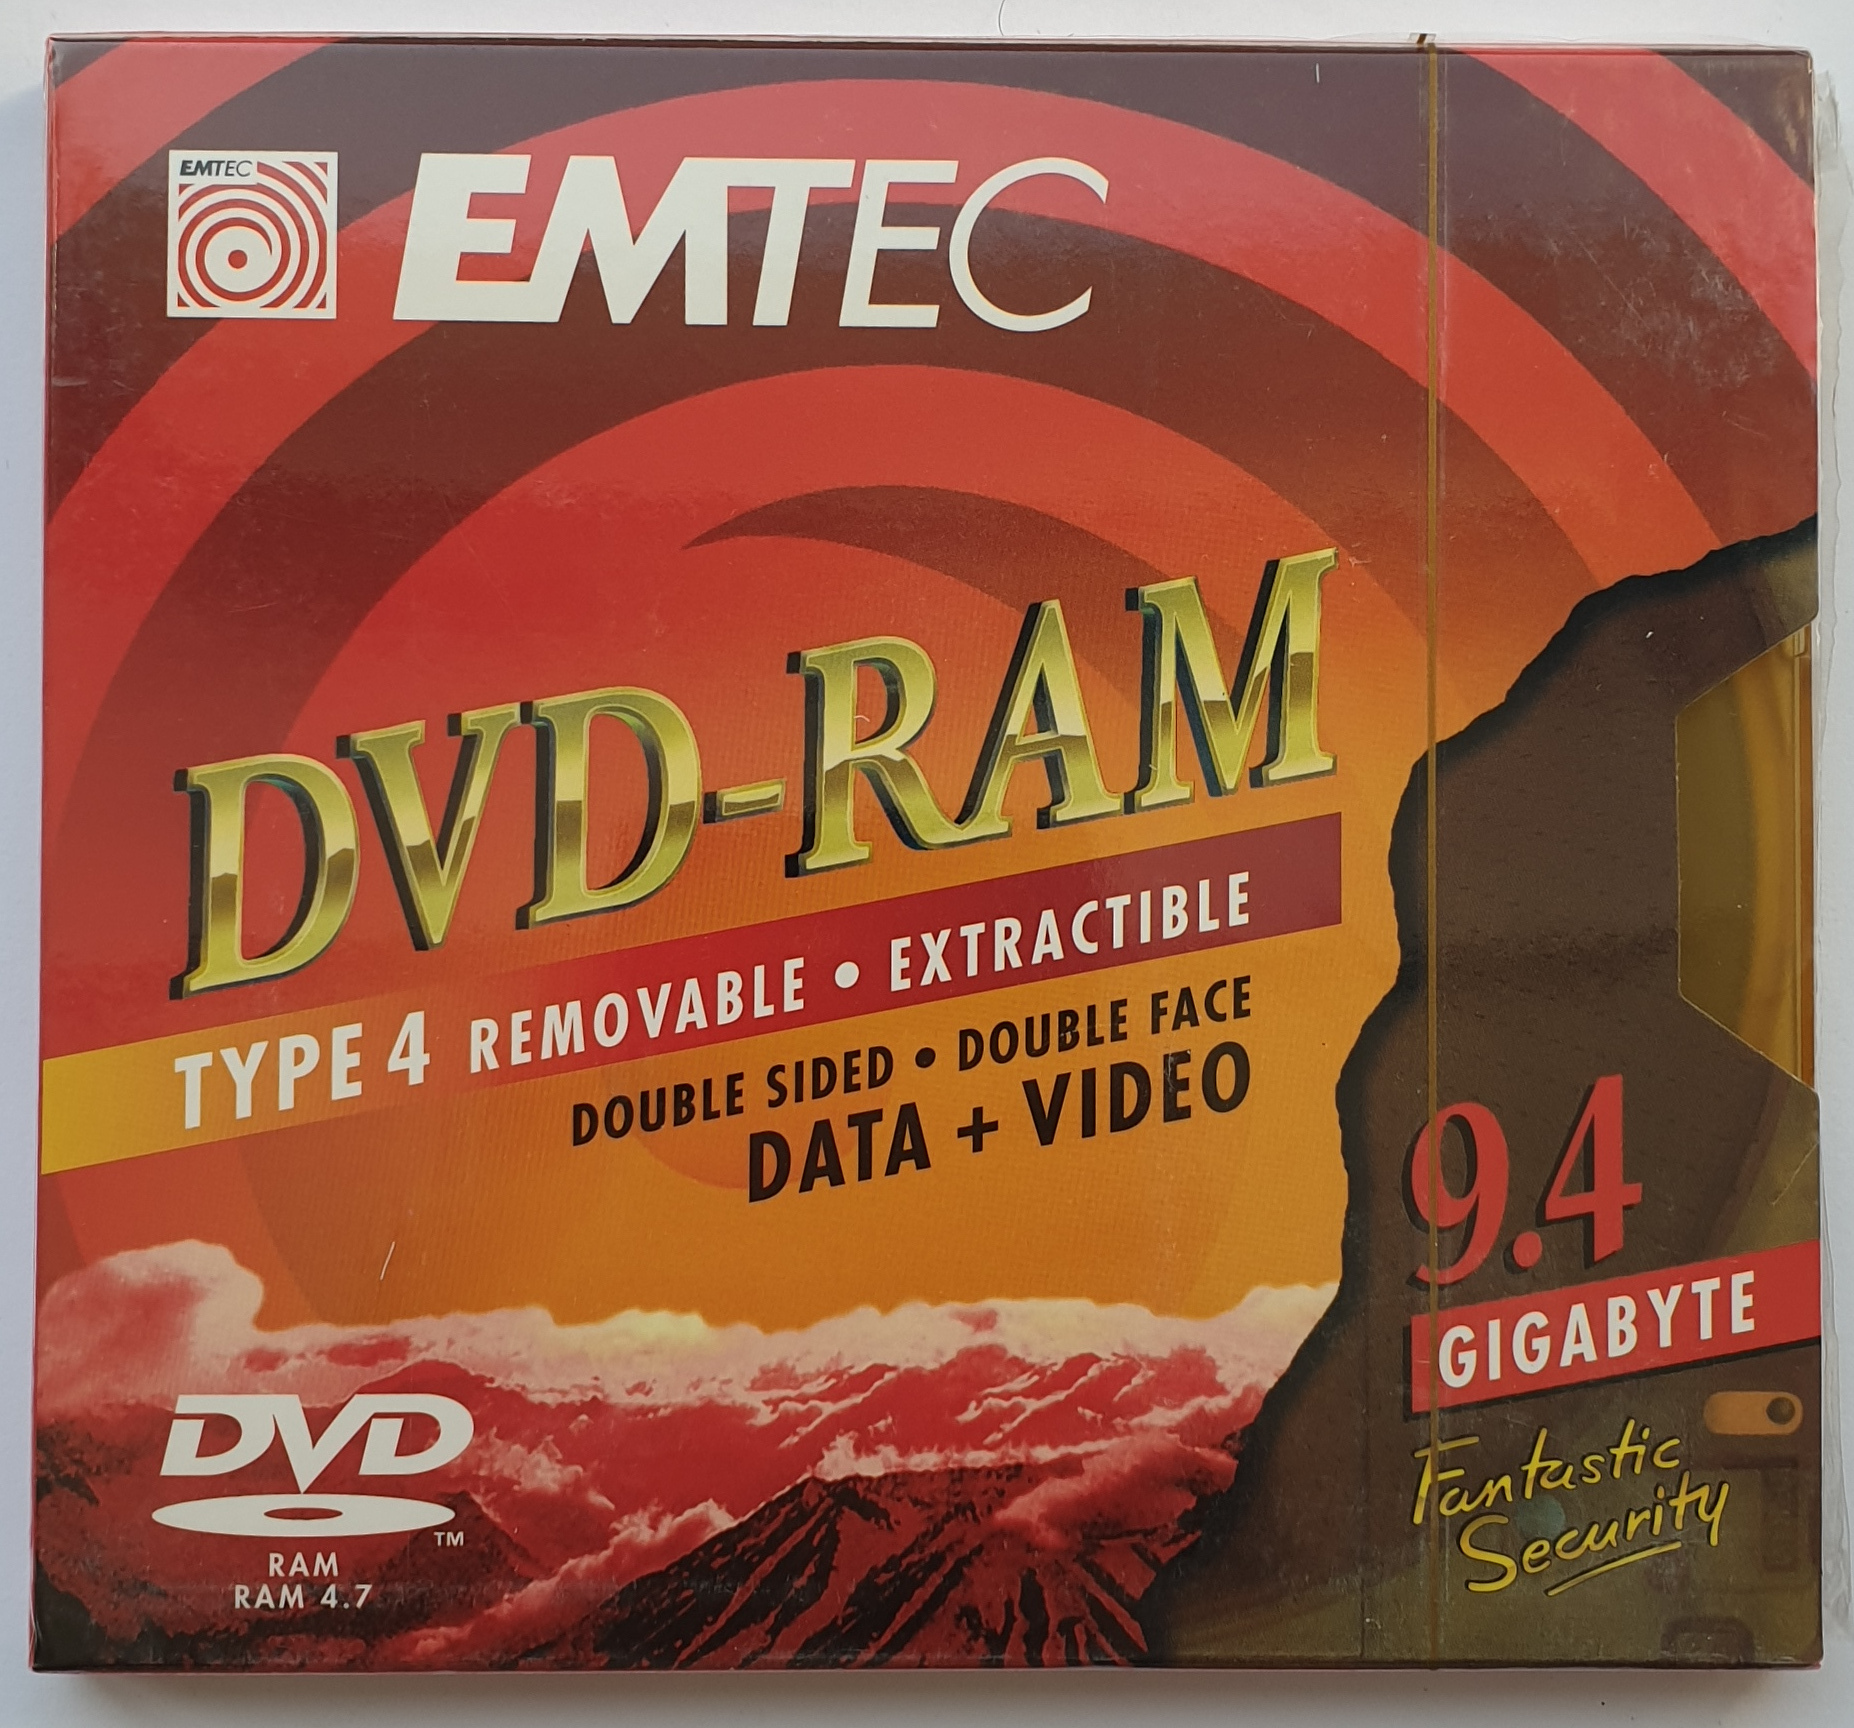 EMTEC
EMTEC
DVD-RAM
TYPE 4 REMOVABLE • EXTRACTIBLE
DOUBLE SIDED • DOUBLE FACE
DATA + VIDEO
9.4
GIGABYTE
Fantastic
Security
DVD
TM
RAM
RAM 4.7